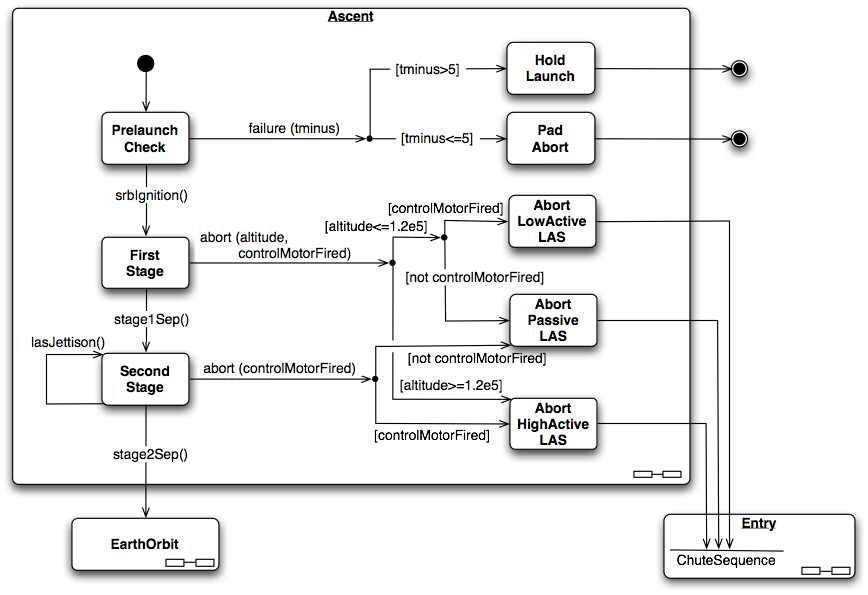 Ascent
[tminus>5]
Hold
Launch
Prelaunch
Check
failure (tminus)
[tminus<=5]
Pad
Abort
srbIgnition()
[controlMotorFired]
Abort
LowActive
LAS
[altitude<=1.2e5]
abort (altitude,
controlMotorFired)
First
Stage
[not controlMotorFired]
Abort
Passive
LAS
stage1Sep()
lasJettison()
[not controlMotorFired]
Second
Stage
abort (controlMotorFired)
[altitude>=1.2e5]
Abort
HighActive
LAS
[controlMotorFired]
stage2Sep()
EarthOrbit
Entry
ChuteSequence